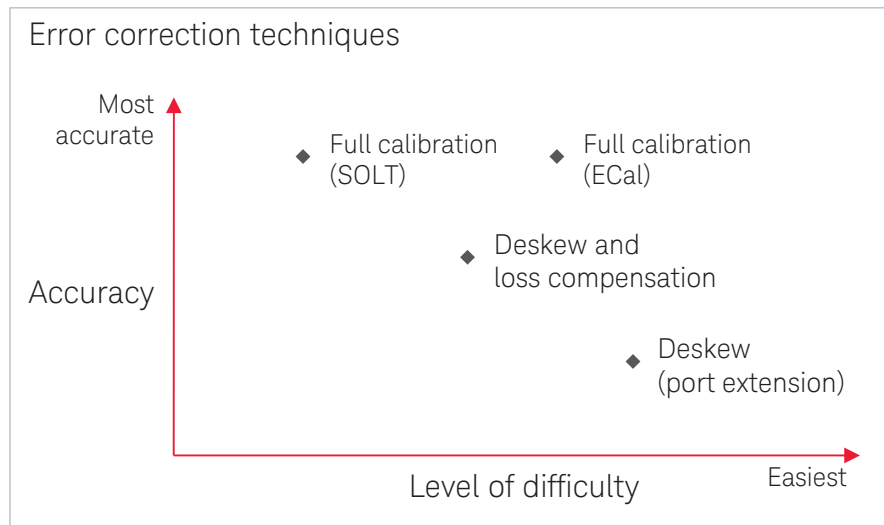 Error correction techniques
Most
accurate
Full calibration
(SOLT)
Full calibration
(ECal)
Deskew and
loss compensation
Accuracy
Deskew
(port extension)
Easiest
Level of difficulty